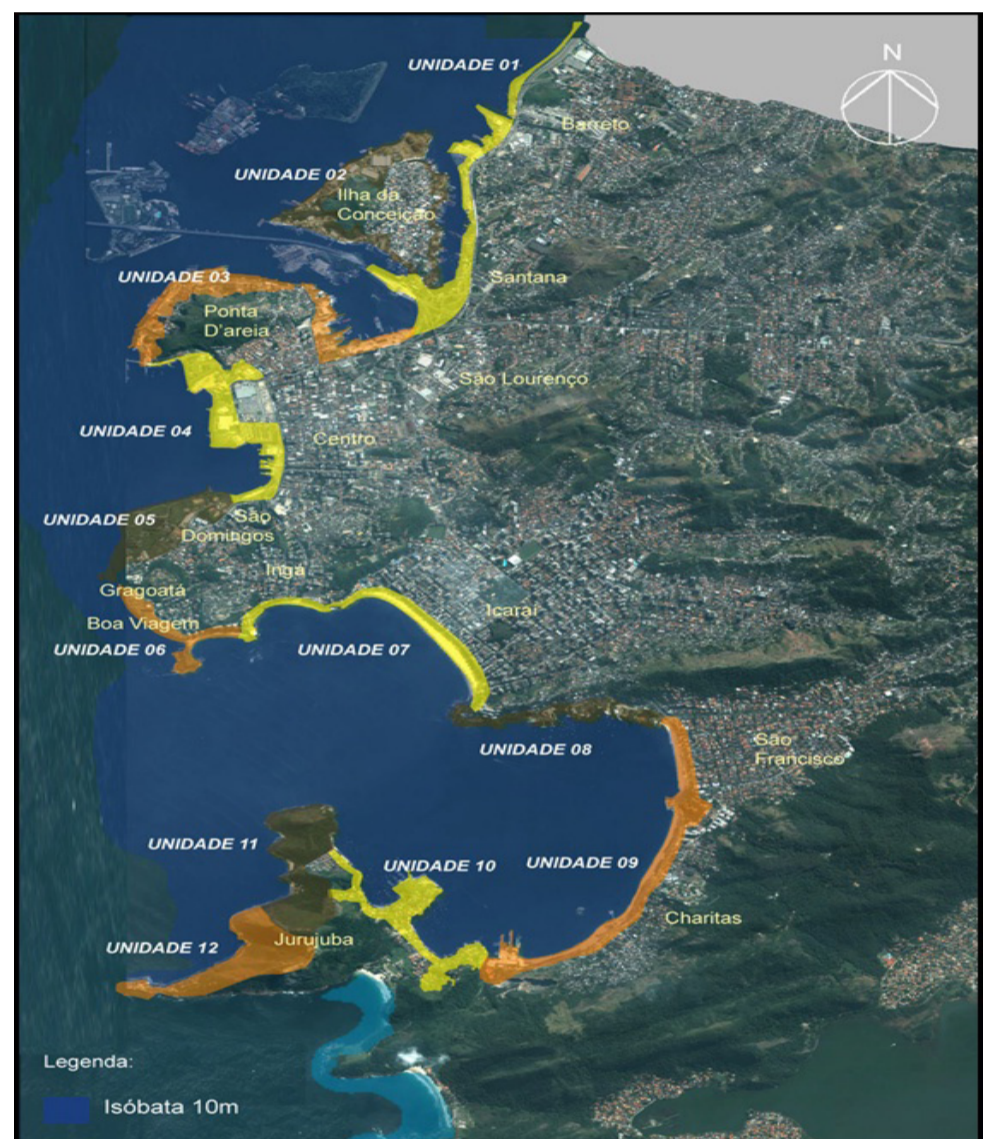 N
UNIDADE 01
Barreto
UNIDADE 02
Ilha da
Conceição
UNIDADE 03
Santana
Ponta
D'areia
São Lourenço
UNIDADE 04
Centro
UNIDADE 05
São
Domingos
Ingá
Gragoatá
Icaraí
Boa Viagem
UNIDADE 06
UNIDADE 07
UNIDADE 08
São
Francisco
UNIDADE 11
UNIDADE 10
UNIDADE 09
Charitas
Jurujuba
UNIDADE 12
Legenda:
Isóbata 10m